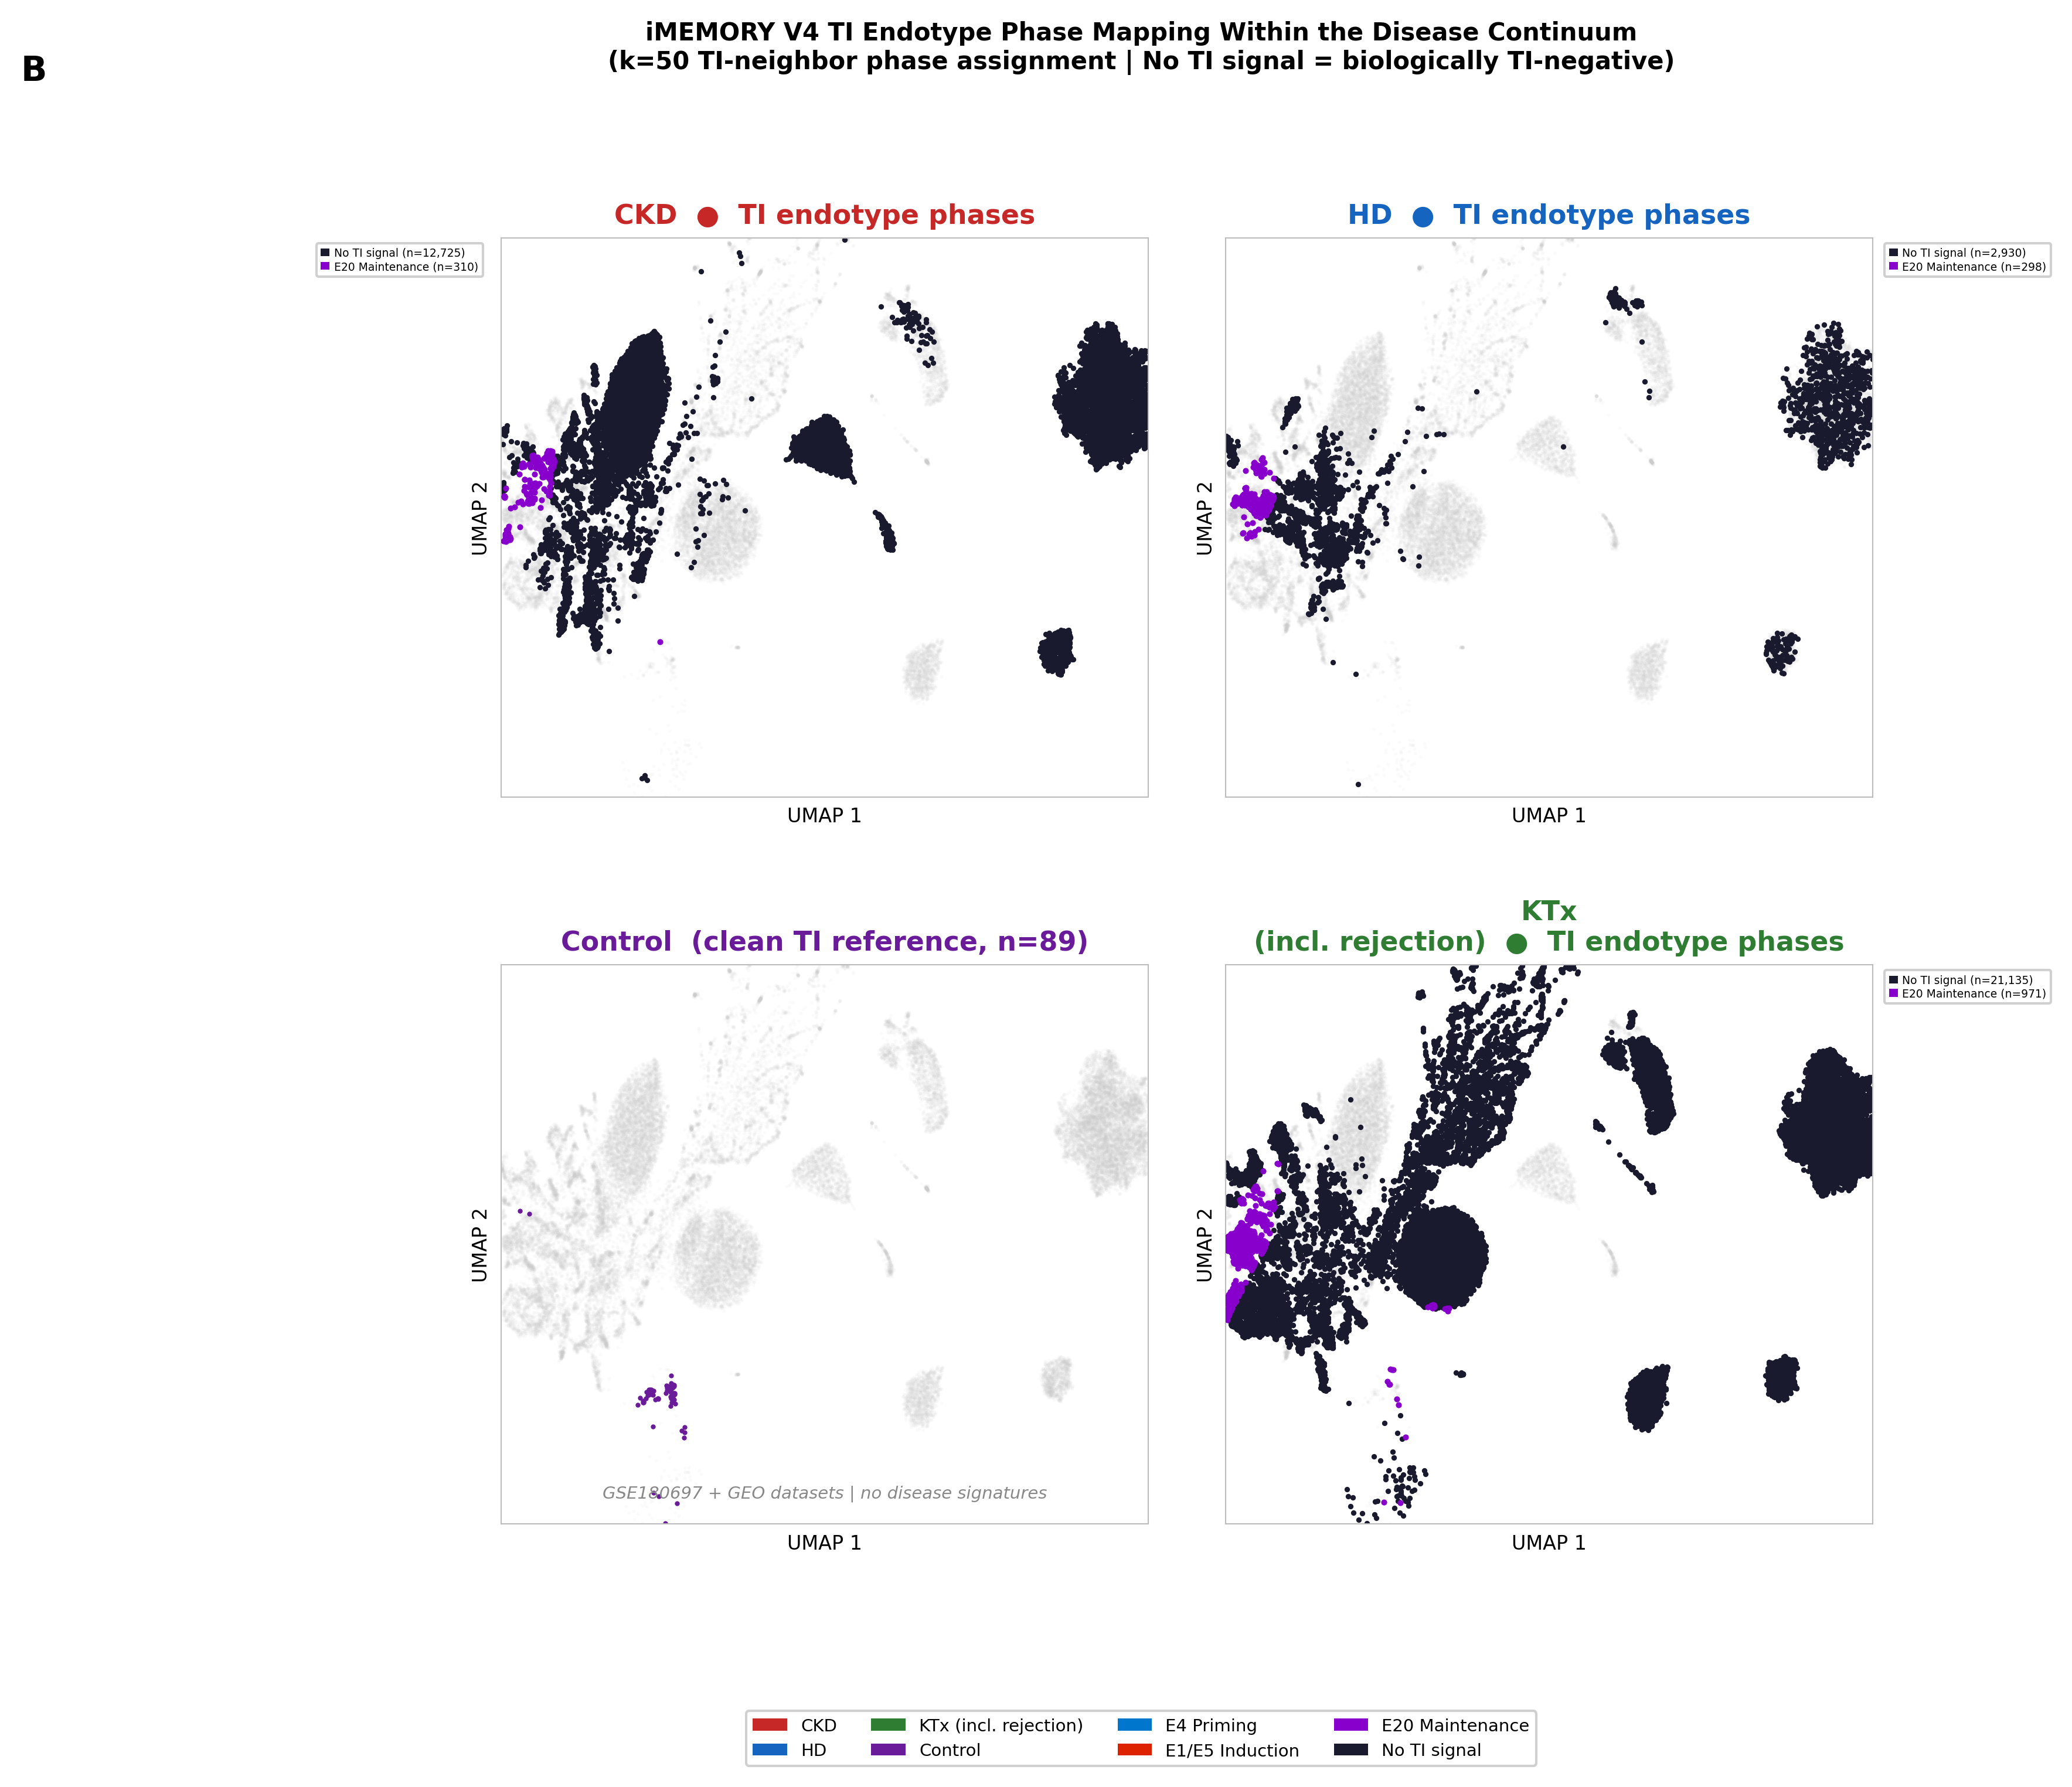 iMEMORY V4 TI Endotype Phase Mapping Within the Disease Continuum
(k=50 TI-neighbor phase assignment | No TI signal = biologically TI-negative)
B
CKD ● TI endotype phases
No TI signal (n=12,725)
E20 Maintenance (n=310)
UMAP 2
UMAP 1
HD ● TI endotype phases
No TI signal (n=2,930)
E20 Maintenance (n=298)
UMAP 2
UMAP 1
Control (clean TI reference, n=89)
UMAP 2
GSE180697 + GEO datasets | no disease signatures
UMAP 1
KTx
(incl. rejection) ● TI endotype phases
No TI signal (n=21,135)
E20 Maintenance (n=971)
UMAP 2
UMAP 1
CKD
HD
KTx (incl. rejection)
Control
E4 Priming
E1/E5 Induction
E20 Maintenance
No TI signal